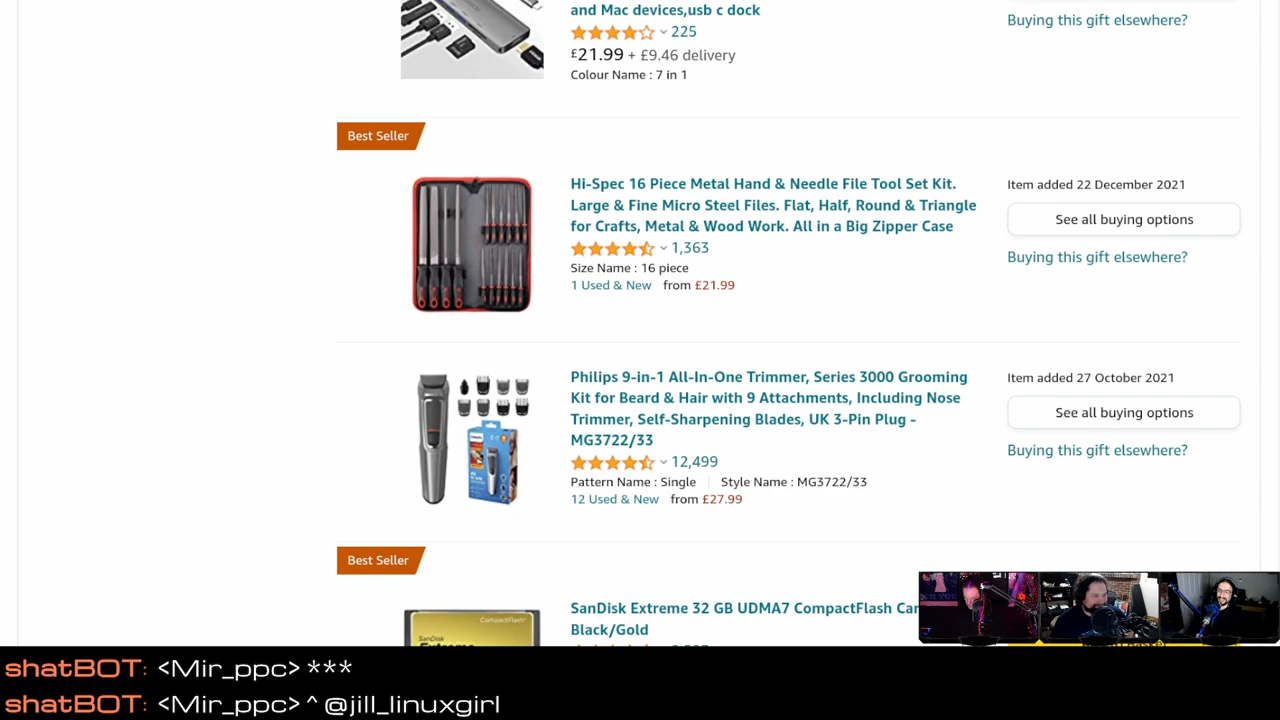 and Mac devices,usb c dock
225
£21.99 + £9.46 delivery
Colour Name : 7 in 1
Buying this gift elsewhere?
Best Seller
Hi-Spec 16 Piece Metal Hand & Needle File Tool Set Kit.
Large & Fine Micro Steel Files. Flat, Half, Round & Triangle
for Crafts, Metal & Wood Work. All in a Big Zipper Case
1,363
Size Name : 16 piece
1 Used & New from £21.99
Item added 22 December 2021
See all buying options
Buying this gift elsewhere?
Philips 9-in-1 All-In-One Trimmer, Series 3000 Grooming
Kit for Beard & Hair with 9 Attachments, Including Nose
Trimmer, Self-Sharpening Blades, UK 3-Pin Plug -
MG3722/33
12,499
Pattern Name : Single Style Name : MG3722/33
12 Used & New from £27.99
Item added 27 October 2021
See all buying options
Buying this gift elsewhere?
Best Seller
SanDisk Extreme 32 GB UDMA7 CompactFlash Car
Black/Gold
SanDisk
CompactFlash
Extreme
shatBOT: <Mir_ppc> ***
shatBOT: <Mir_ppc> ^ @jill_linuxgirl